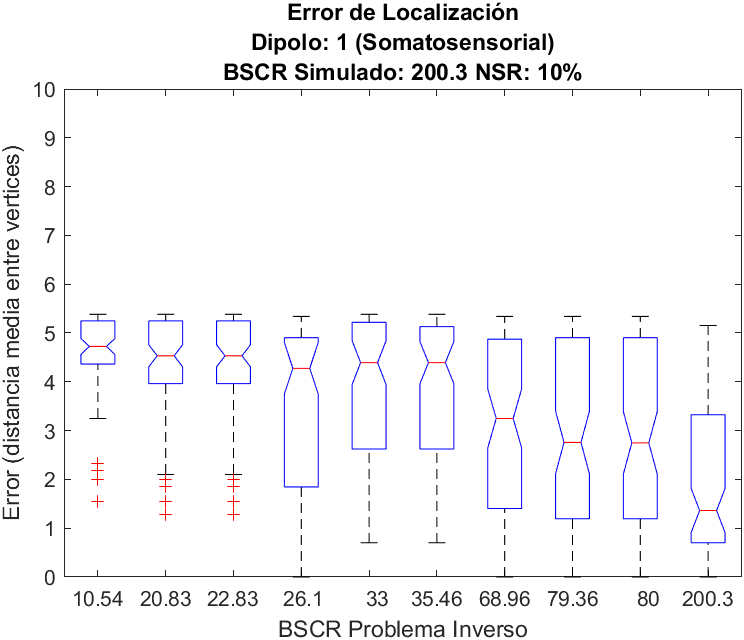 Error de Localización
Dipolo: 1 (Somatosensorial)
BSCR Simulado: 200.3 NSR: 10%
Error (distancia media entre vertices)
10
9
8
7
6
5
4
3
2
1
0
10.54 20.83 22.83 26.1 33 35.46 68.96 79.36 80 200.3
BSCR Problema Inverso